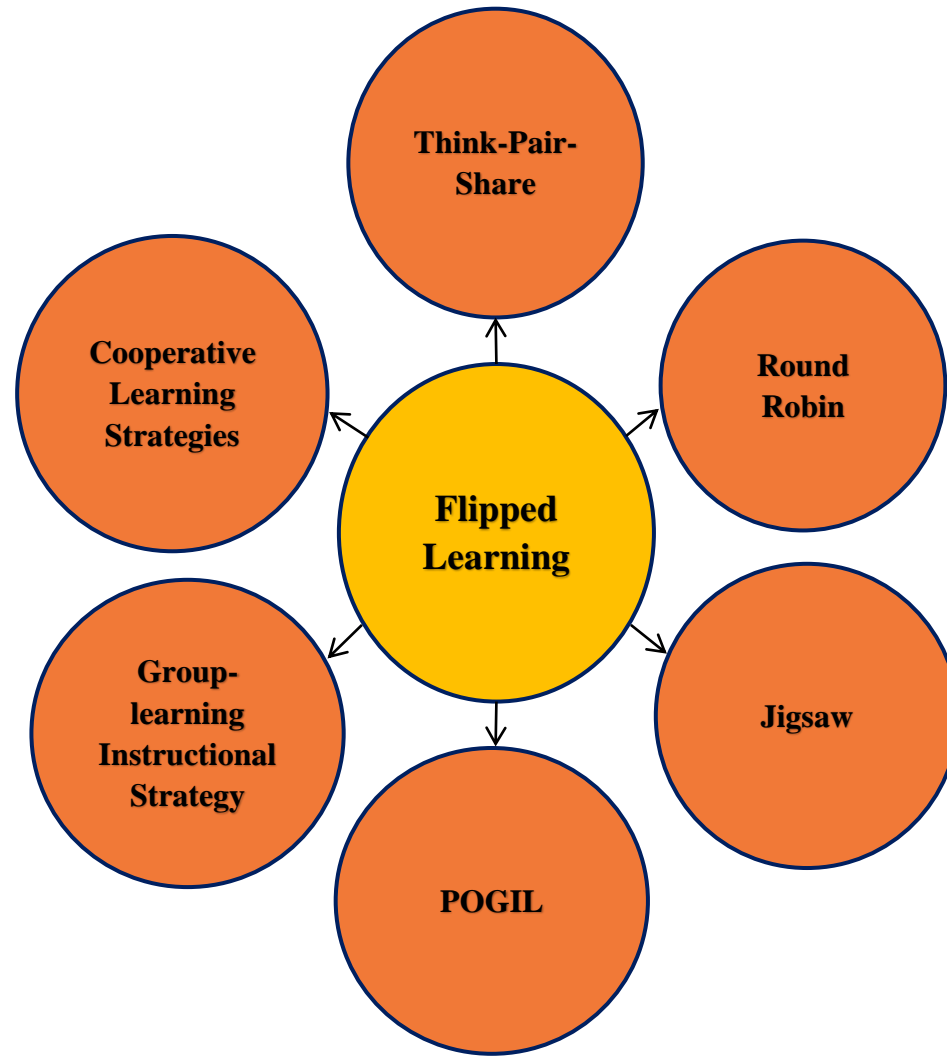 Think-Pair-
Share
Cooperative
Learning
Strategies
Round
Robin
Flipped
Learning
Group-
learning
Instructional
Strategy
Jigsaw
POGIL